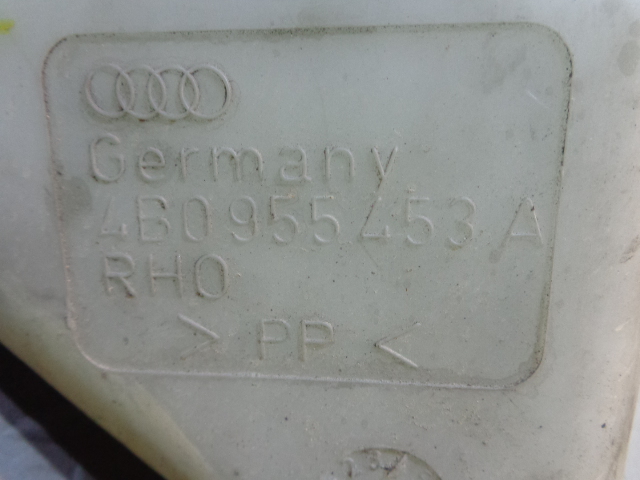 Germany
4B0 955 453 A
RHO
> PP <